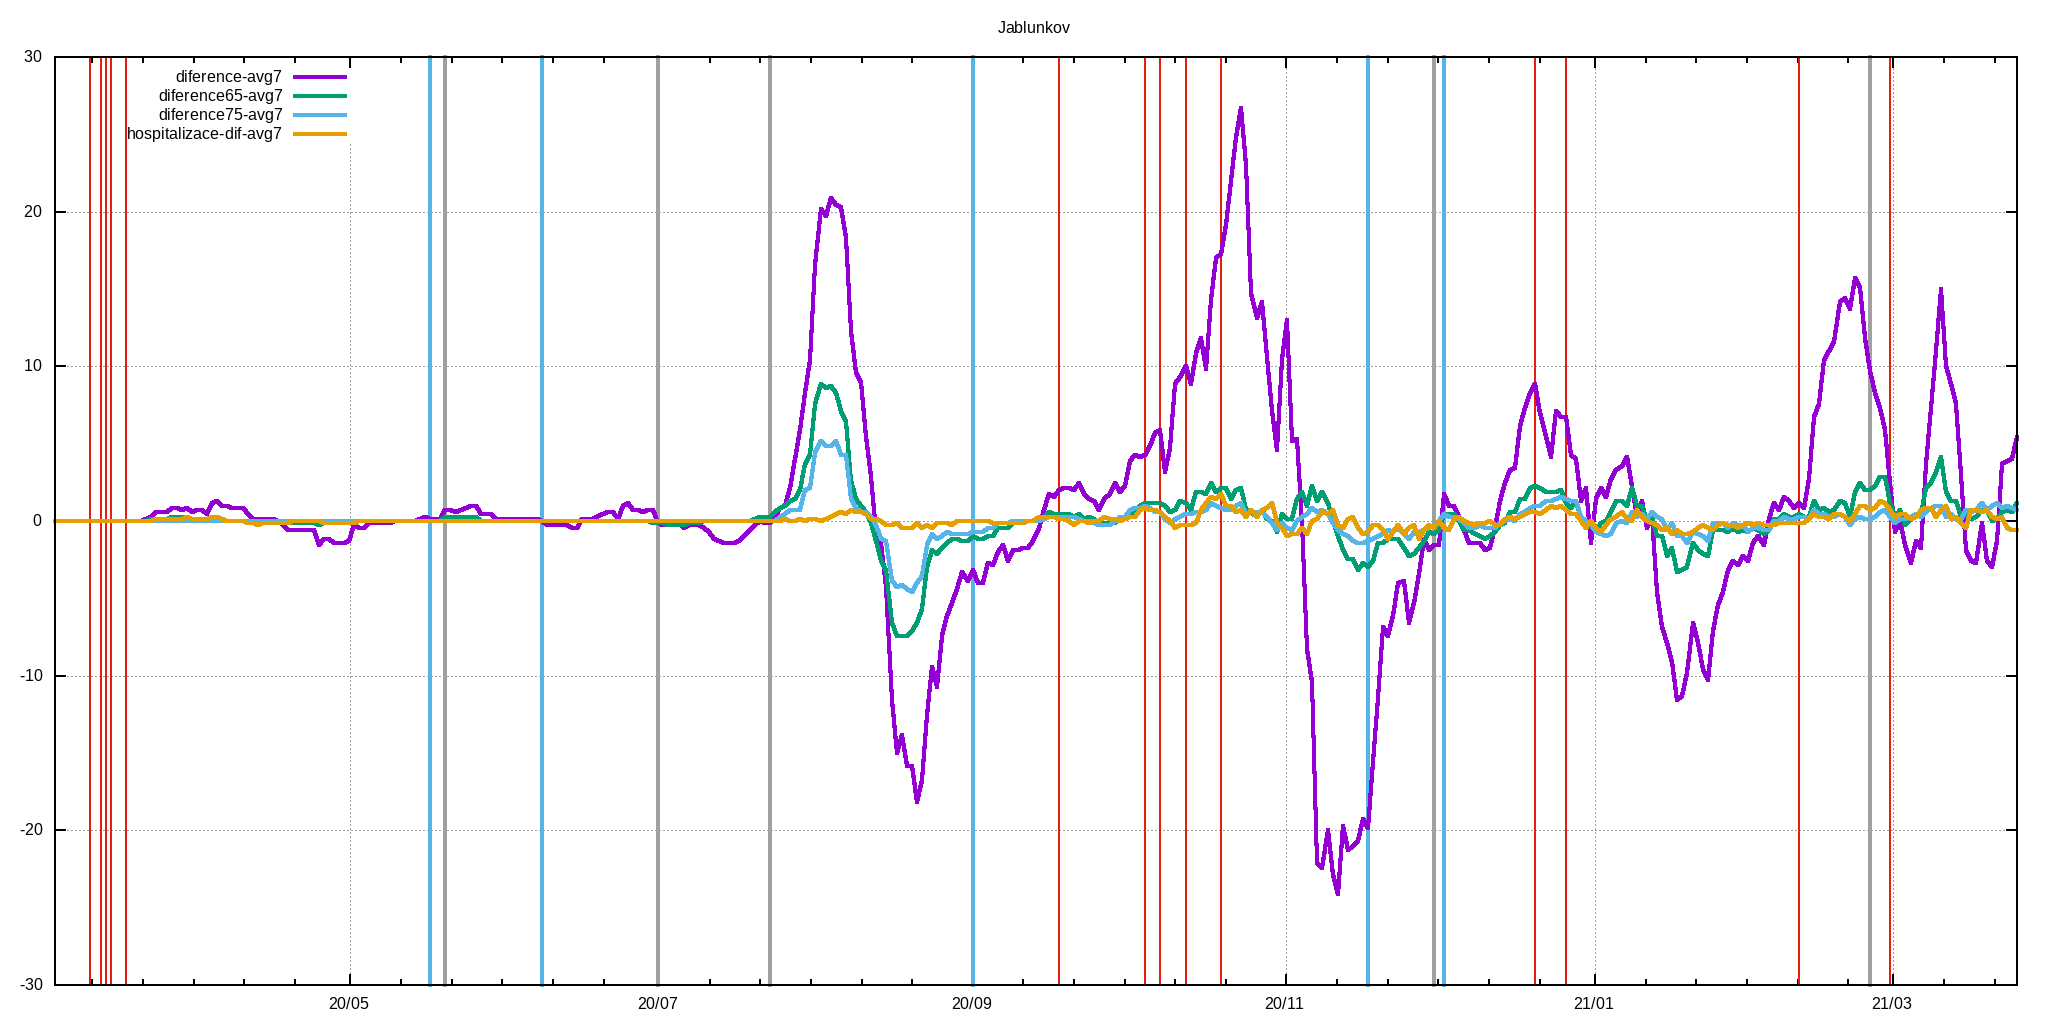 Jablunkov
30
diference-avg7
diference65-avg7
diference75-avg7
hospitalizace-dif-avg7
20
10
0
-10
-20
-30
20/05 20/07 20/09 20/11 21/01 21/03